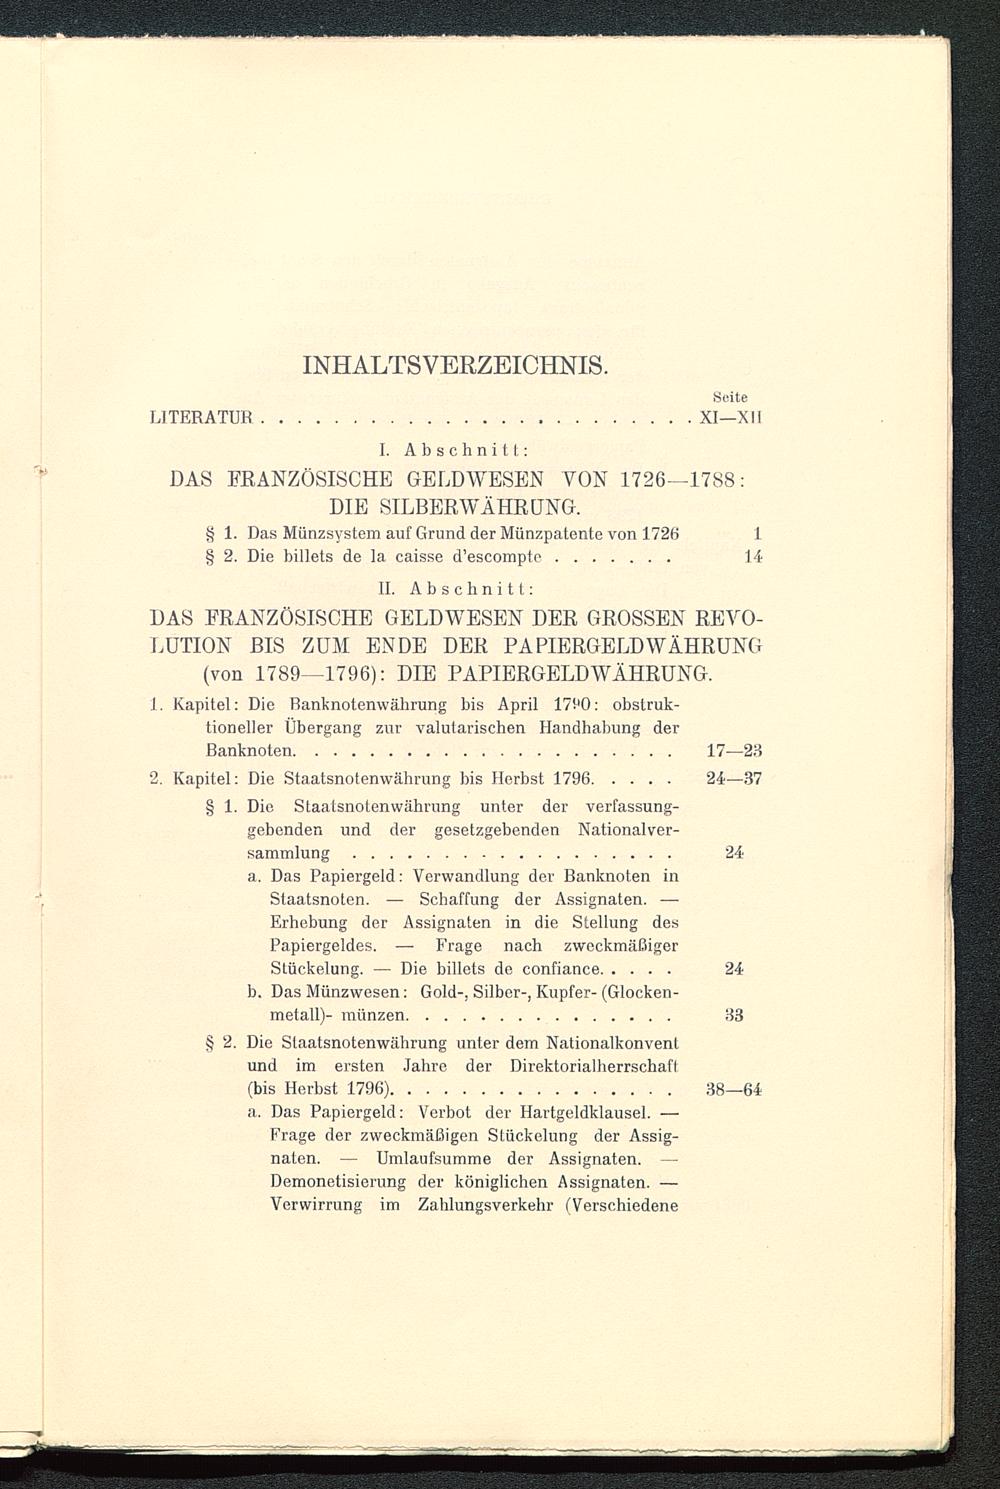 INHALTSVERZEICHNIS.
Seite
LITERATUR . . . . . . . . . . . . . . . . . . . . . . . . XI—XII
I. Abschnitt:
DAS FRANZÖSISCHE GELDWESEN VON 1726—1788:
DIE SILBERWÄHRUNG.
§ 1. Das Münzsystem auf Grund der Münzpatente von 1726 1
§ 2. Die billets de la caisse d'escompte . . . . . . . 14
II. Abschnitt:
DAS FRANZÖSISCHE GELDWESEN DER GROSSEN REVO-
LUTION BIS ZUM ENDE DER PAPIERGELDWÄHRUNG
(von 1789—1796): DIE PAPIERGELDWÄHRUNG.
1. Kapitel: Die Banknotenwährung bis April 1790: obstruk-
tioneller Übergang zur valutarischen Handhabung der
Banknoten. . . . . . . . . . . . . . . . . . . . . 17—23
2. Kapitel: Die Staatsnotenwährung bis Herbst 1796. . . . . 24—37
§ 1. Die Staatsnotenwährung unter der verfassung-
gebenden und der gesetzgebenden Nationalver-
sammlung . . . . . . . . . . . . . . . . . . 24
a. Das Papiergeld: Verwandlung der Banknoten in
Staatsnoten. — Schaffung der Assignaten. —
Erhebung der Assignaten in die Stellung des
Papiergeldes. — Frage nach zweckmäßiger
Stückelung. — Die billets de confiance. . . . . 24
b. Das Münzwesen: Gold-, Silber-, Kupfer- (Glocken-
metall)- münzen. . . . . . . . . . . . . . . 33
§ 2. Die Staatsnotenwährung unter dem Nationalkonvent
und im ersten Jahre der Direktorialherrschaft
(bis Herbst 1796). . . . . . . . . . . . . . . . 38—64
a. Das Papiergeld: Verbot der Hartgeldklausel. —
Frage der zweckmäßigen Stückelung der Assig-
naten. — Umlaufsumme der Assignaten. —
Demonetisierung der königlichen Assignaten. —
Verwirrung im Zahlungsverkehr (Verschiedene